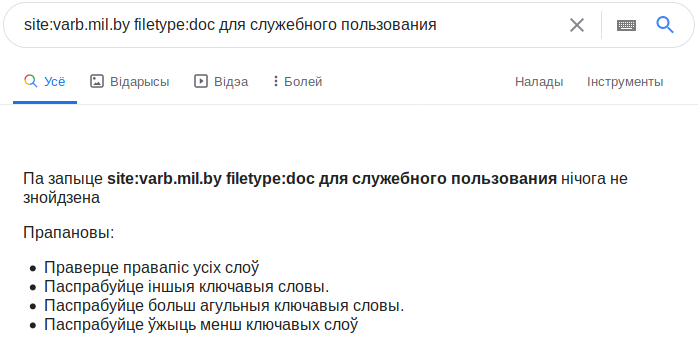 site:varb.mil.by filetype:doc для служебного пользования
Усё Відарысы Відэа Болей Налады Інструменты
Па запыце site:varb.mil.by filetype:doc для служебного пользования нічога не
знойдзена
Прапановы:
Праверце правапіс усіх слоў
Паспрабуйце іншыя ключавыя словы.
Паспрабуйце больш агульныя ключавыя словы.
Паспрабуйце ўжыць менш ключавых слоў